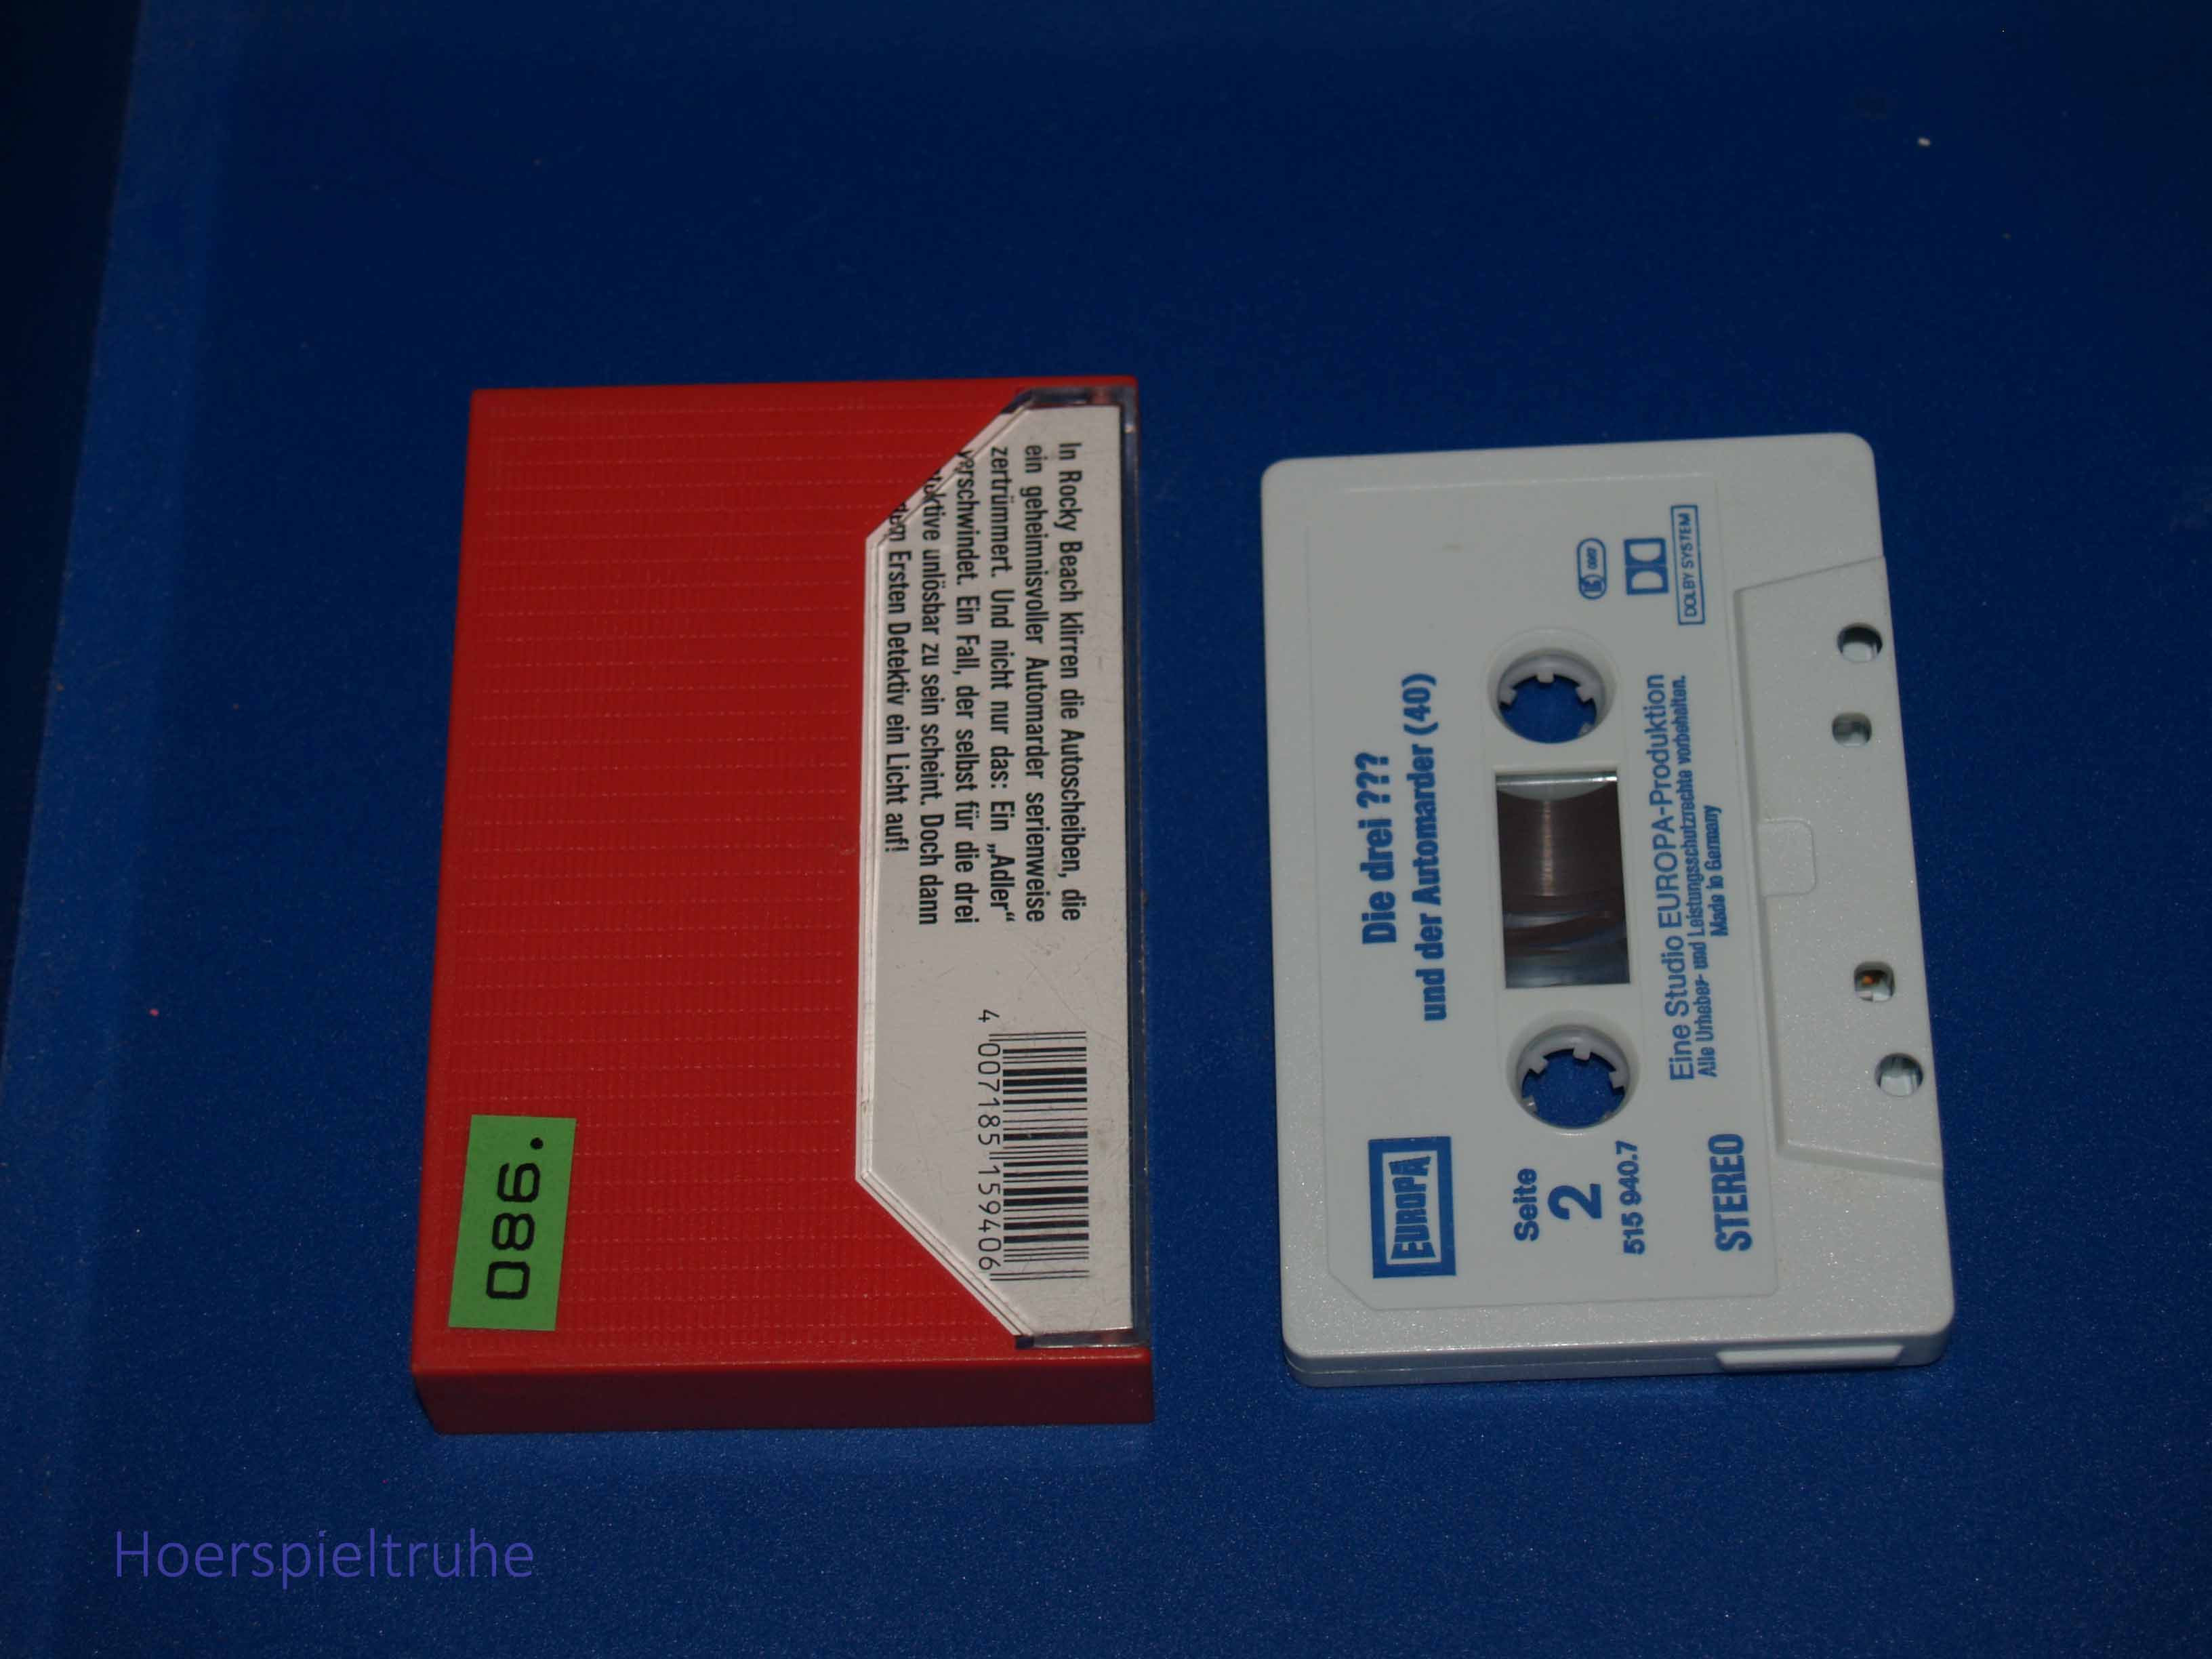 In Rocky Beach klirren die Autoscheiben, die
ein geheimnisvoller Automarder serienweise
zertrümmert. Und nicht nur das: Ein „Adler“
verschwindet. Ein Fall, der selbst für die drei
tektive unlösbar zu sein scheint. Doch dann
dem Ersten Detektiv ein Licht auf!
4 007185 159406
086.
Die drei ???
und der Automarder (40)
EUROPA
Seite
2
515 940.7
STEREO
DOLBY SYSTEM
Eine Studio EUROPA-Produktion
Alle Urheber- und Leistungsschutzrechte vorbehalten.
Made in Germany
Hoerspieltruhe